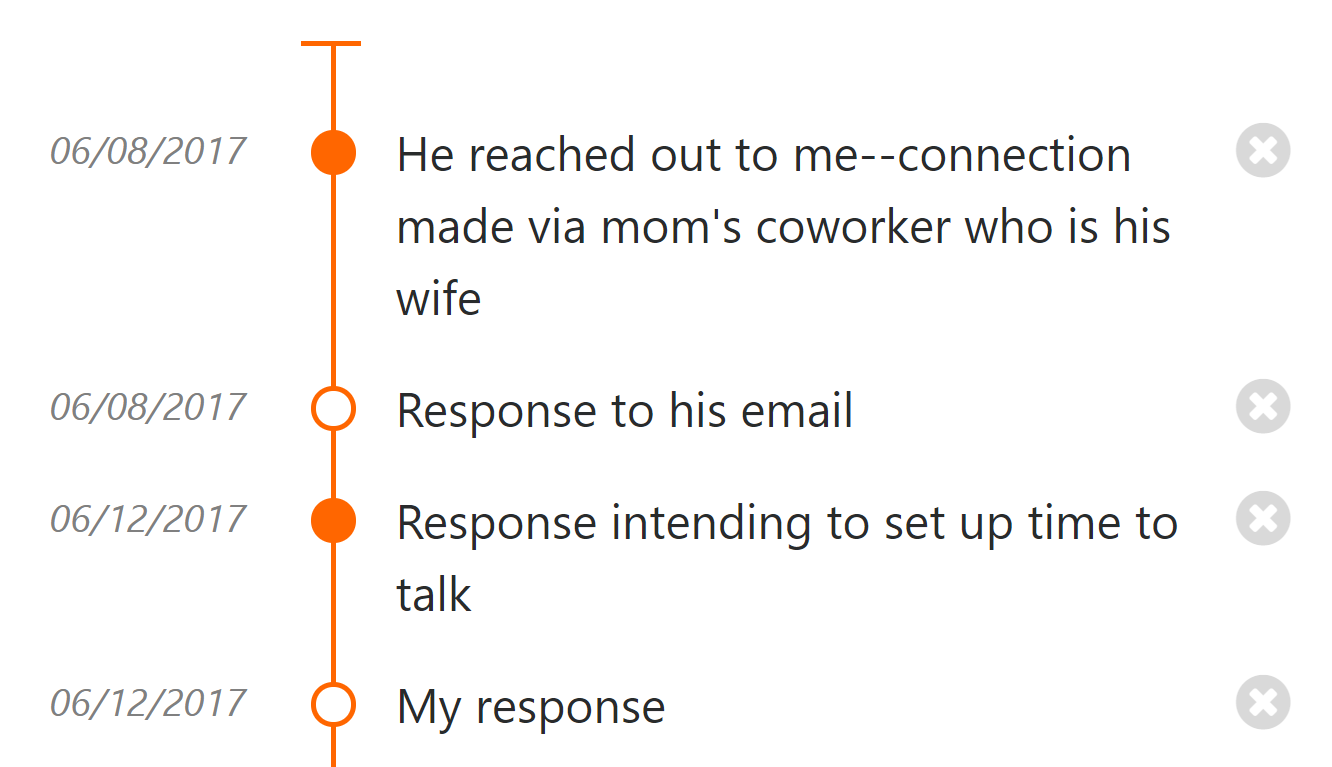 06/08/2017
He reached out to me--connection
made via mom's coworker who is his
wife
06/08/2017
Response to his email
06/12/2017
Response intending to set up time to
talk
06/12/2017
My response